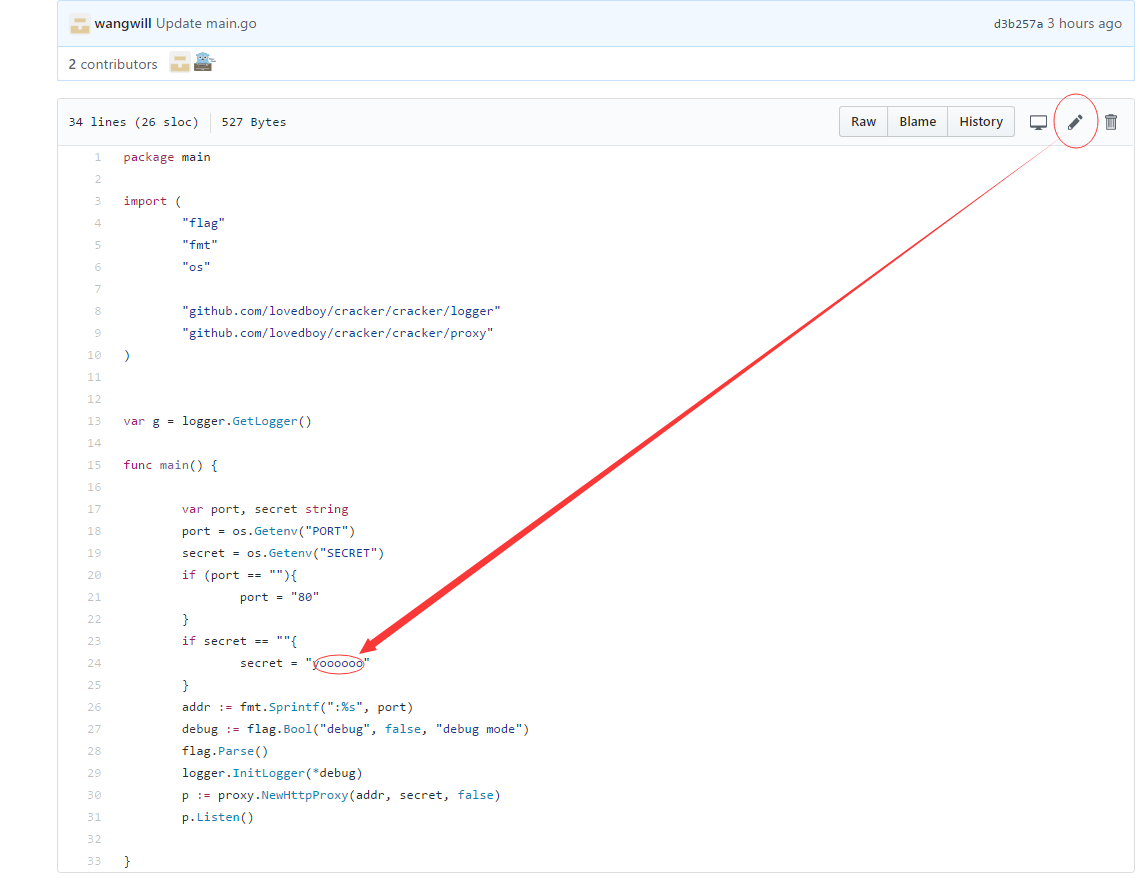 wangwill Update main.go d3b257a 3 hours ago
2 contributors
34 lines (26 sloc) 527 Bytes Raw Blame History
1 package main
2
3 import (
4 "flag"
5 "fmt"
6 "os"
7
8 "github.com/lovedboy/cracker/cracker/logger"
9 "github.com/lovedboy/cracker/cracker/proxy"
10 )
11
12
13 var g = logger.GetLogger()
14
15 func main() {
16
17 var port, secret string
18 port = os.Getenv("PORT")
19 secret = os.Getenv("SECRET")
20 if (port == ""){
21 port = "80"
22 }
23 if secret == ""{
24 secret = "yoooooo"
25 }
26 addr := fmt.Sprintf(":%s", port)
27 debug := flag.Bool("debug", false, "debug mode")
28 flag.Parse()
29 logger.InitLogger(*debug)
30 p := proxy.NewHttpProxy(addr, secret, false)
31 p.Listen()
32
33 }